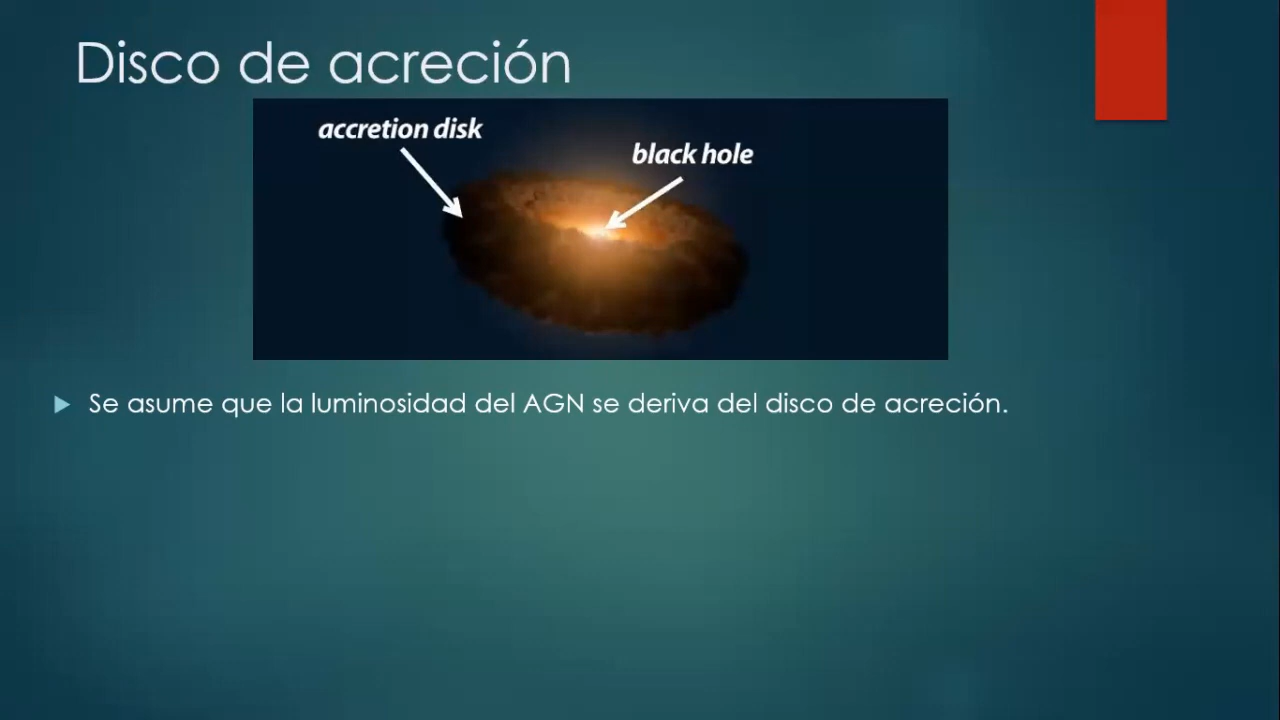 Disco de acreción
accretion disk
black hole
Se asume que la luminosidad del AGN se deriva del disco de acreción.